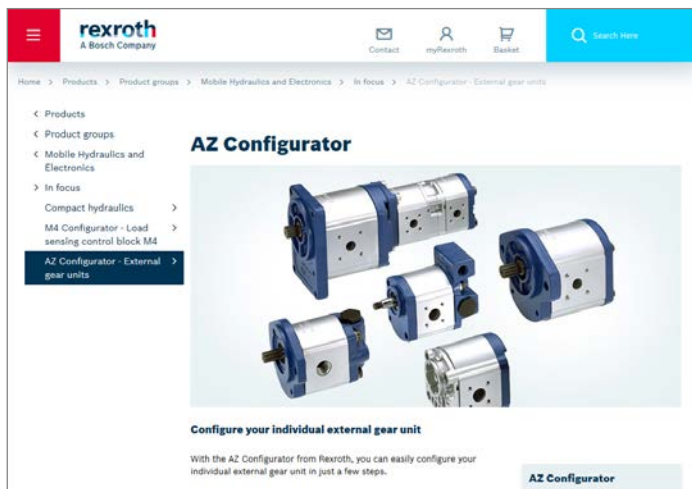 rexroth
A Bosch Company
Contact
myRexroth
Basket
Search Here
Home > Products > Product groups > Mobile Hydraulics and Electronics > In focus > AZ Configurator - External gear units
< Products
< Product groups
< Mobile Hydraulics and
Electronics
> In focus
Compact hydraulics >
M4 Configurator - Load >
sensing control block M4
AZ Configurator - External >
gear units
AZ Configurator
Configure your individual external gear unit
With the AZ Configurator from Rexroth, you can easily configure your
individual external gear unit in just a few steps.
AZ Configurator